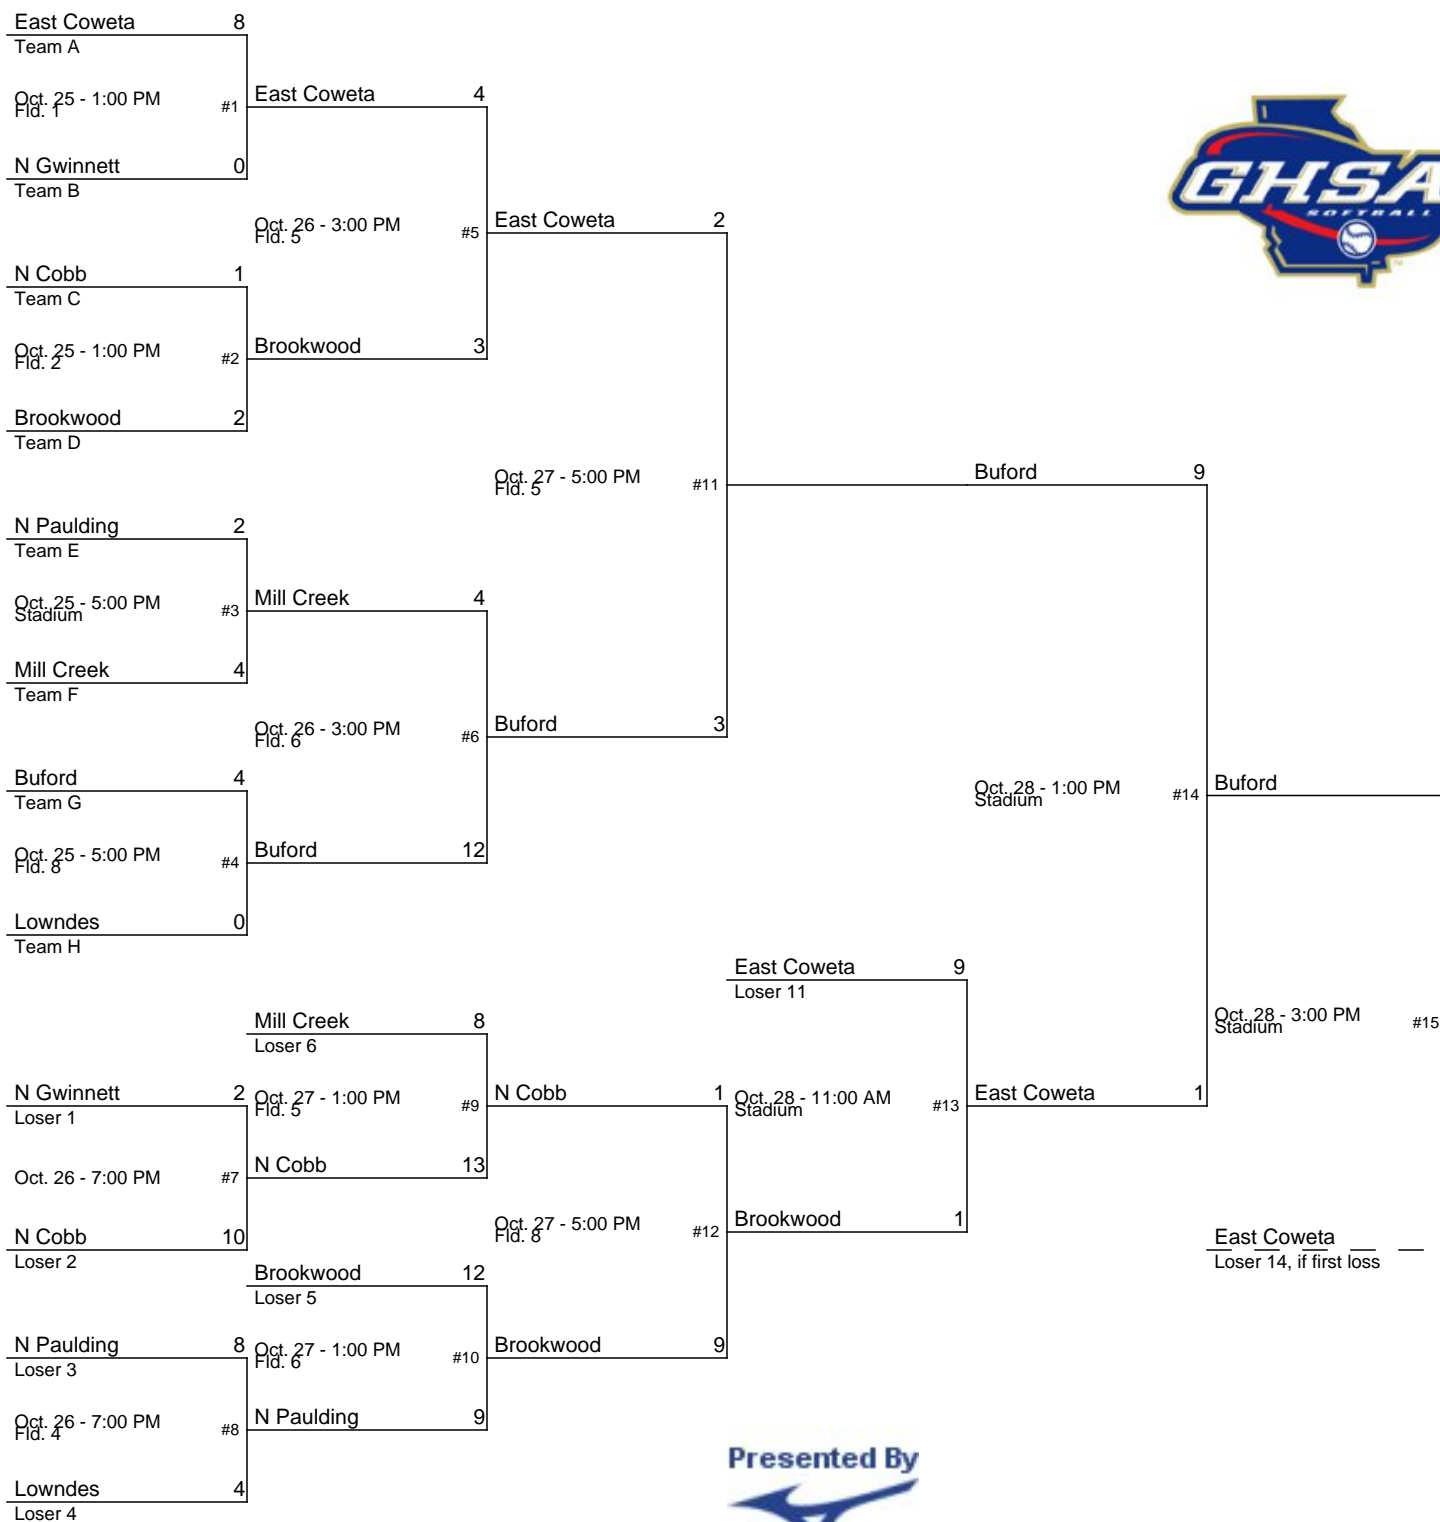 East Coweta 8
Team A
Oct. 25 - 1:00 PM
Fld. 1
#1
N Gwinnett 0
Team B
East Coweta 4
Oct. 26 - 3:00 PM
Fld. 5
#5
N Cobb 1
Team C
Oct. 25 - 1:00 PM
Fld. 2
#2
Brookwood 2
Team D
Brookwood 3
East Coweta 2
Oct. 27 - 5:00 PM
Fld. 5
#11
N Paulding 2
Team E
Oct. 25 - 5:00 PM
Stadium
#3
Mill Creek 4
Team F
Mill Creek 4
Oct. 26 - 3:00 PM
Fld. 6
#6
Buford 4
Team G
Oct. 25 - 5:00 PM
Fld. 8
#4
Lowndes 0
Team H
Buford 12
Buford 3
Buford 9
Oct. 28 - 1:00 PM
Stadium
#14
Buford
GHSA
SOFTBALL
TM
East Coweta 9
Loser 11
Oct. 28 - 11:00 AM
Stadium
#13
East Coweta 1
Oct. 28 - 3:00 PM
Stadium
#15
Mill Creek 8
Loser 6
Oct. 27 - 1:00 PM
Fld. 5
#9
N Gwinnett 2
Loser 1
Oct. 26 - 7:00 PM
#7
N Cobb 10
Loser 2
N Cobb 13
N Cobb 1
Oct. 27 - 5:00 PM
Fld. 8
#12
Brookwood 1
Brookwood 12
Loser 5
Oct. 27 - 1:00 PM
Fld. 6
#10
Brookwood 9
N Paulding 8
Loser 3
Oct. 26 - 7:00 PM
Fld. 4
#8
Lowndes 4
Loser 4
N Paulding 9
East Coweta
Loser 14, if first loss
Presented By